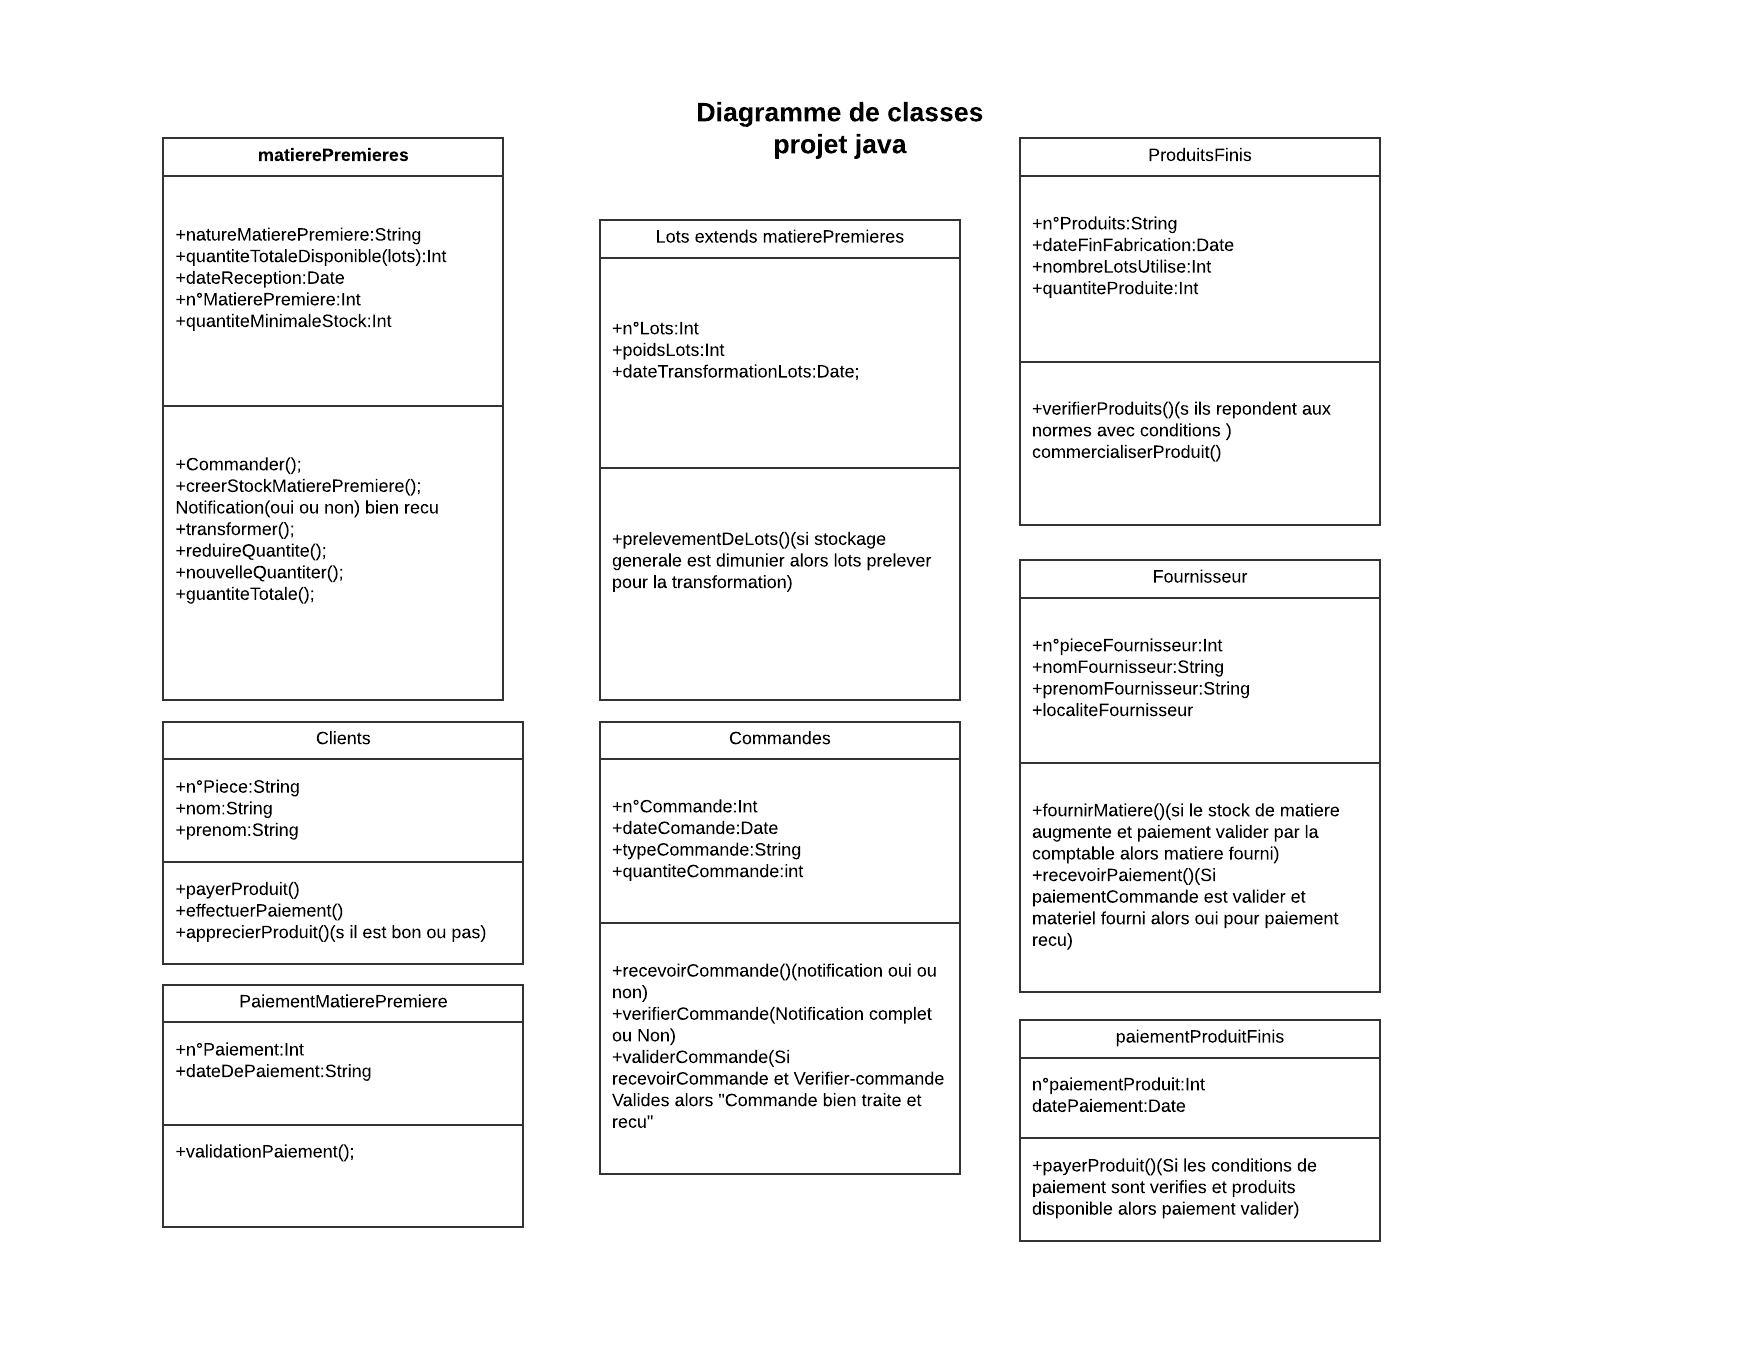 Diagramme de classes
projet java
matierePremieres
+natureMatierePremiere:String
+quantiteTotaleDisponible(lots):Int
+dateReception:Date
+n°MatierePremiere:Int
+quantiteMinimaleStock:Int
+Commander();
+creerStockMatierePremiere();
Notification(oui ou non) bien recu
+transformer();
+reduireQuantite();
+nouvelleQuantiter();
+guantiteTotale();
Lots extends matierePremieres
+n°Lots:Int
+poidsLots:Int
+dateTransformationLots:Date;
+prelevementDeLots()(si stockage
generale est dimunier alors lots prelever
pour la transformation)
ProduitsFinis
+n°Produits:String
+dateFinFabrication:Date
+nombreLotsUtilise:Int
+quantiteProduite:Int
+verifierProduits()(s ils repondent aux
normes avec conditions )
commercialiserProduit()
Fournisseur
+n°pieceFournisseur:Int
+nomFournisseur:String
+prenomFournisseur:String
+localiteFournisseur
+fournirMatiere()(si le stock de matiere
augmente et paiement valider par la
comptable alors matiere fourni)
+recevoirPaiement()(Si
paiementCommande est valider et
materiel fourni alors oui pour paiement
recu)
Clients
+n°Piece:String
+nom:String
+prenom:String
+payerProduit()
+effectuerPaiement()
+apprecierProduit()(s il est bon ou pas)
Commandes
+n°Commande:Int
+dateComande:Date
+typeCommande:String
+quantiteCommande:int
+recevoirCommande()(notification oui ou
non)
+verifierCommande(Notification complet
ou Non)
+validerCommande(Si
recevoirCommande et Verifier-commande
Valides alors "Commande bien traite et
recu"
PaiementMatierePremiere
+n°Paiement:Int
+dateDePaiement:String
+validationPaiement();
paiementProduitFinis
n°paiementProduit:Int
datePaiement:Date
+payerProduit()(Si les conditions de
paiement sont verifies et produits
disponible alors paiement valider)